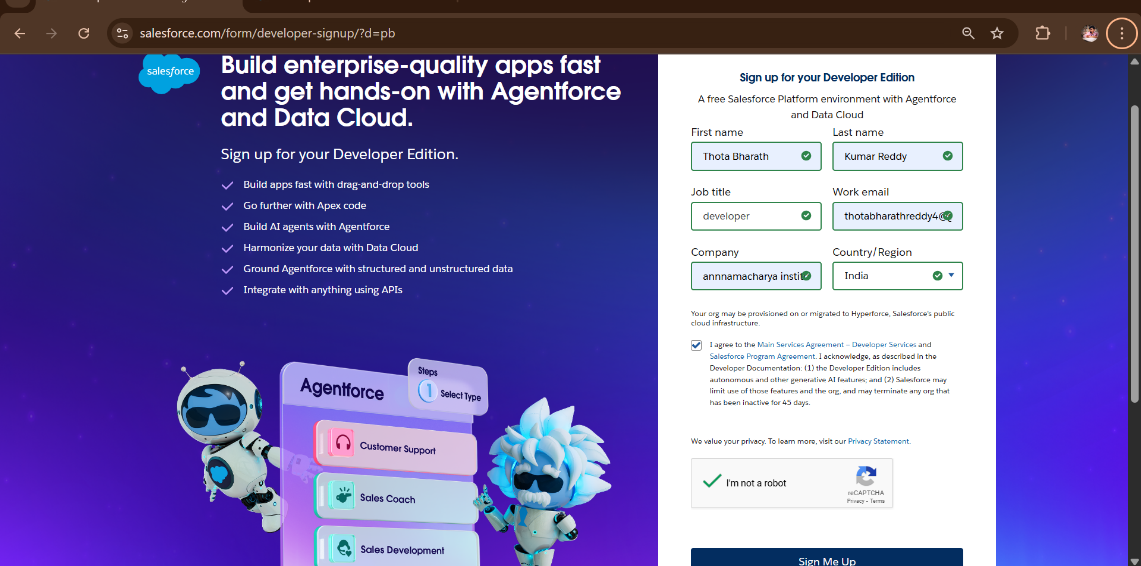 salesforce.com/form/developer-signup/?d=pb
salesforce
Build enterprise-quality apps fast
and get hands-on with Agentforce
and Data Cloud.
Sign up for your Developer Edition.
Build apps fast with drag-and-drop tools
Go further with Apex code
Build AI agents with Agentforce
Harmonize your data with Data Cloud
Ground Agentforce with structured and unstructured data
Integrate with anything using APIs
Agentforce
Steps
1 Select Type
Customer Support
Sales Coach
Sales Development
Sign up for your Developer Edition
A free Salesforce Platform environment with Agentforce
and Data Cloud
First name Last name
Thota Bharath Kumar Reddy
Job title Work email
developer thotabharathreddy4@
Company Country/Region
annnamacharya instit India
Your org may be provisioned on or migrated to Hyperforce, Salesforce's public
cloud infrastructure.
I agree to the Main Services Agreement – Developer Services and
Salesforce Program Agreement. I acknowledge, as described in the
Developer Documentation: (1) the Developer Edition includes
autonomous and other generative AI features; and (2) Salesforce may
limit use of those features and the org, and may terminate any org that
has been inactive for 45 days.
We value your privacy. To learn more, visit our Privacy Statement.
I'm not a robot
reCAPTCHA
Privacy - Terms
Sign Me Up